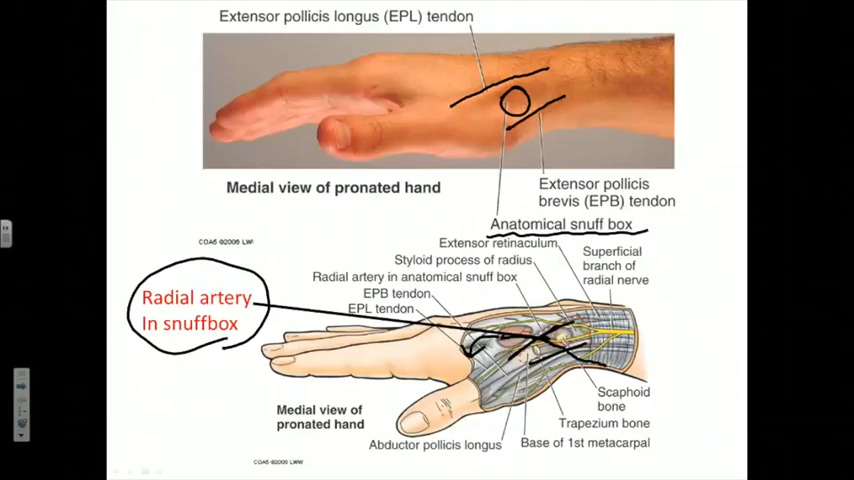 Extensor pollicis longus (EPL) tendon
Medial view of pronated hand
Extensor pollicis
brevis (EPB) tendon
Anatomical snuff box
COA5 ©2006 LW
Extensor retinaculum
Styloid process of radius
Radial artery in anatomical snuff box
EPB tendon
EPL tendon
Superficial
branch of
radial nerve
Radial artery
In snuffbox
Scaphoid
bone
Trapezium bone
Base of 1st metacarpal
Abductor pollicis longus
Medial view of
pronated hand
COA5 ©2006 LWW